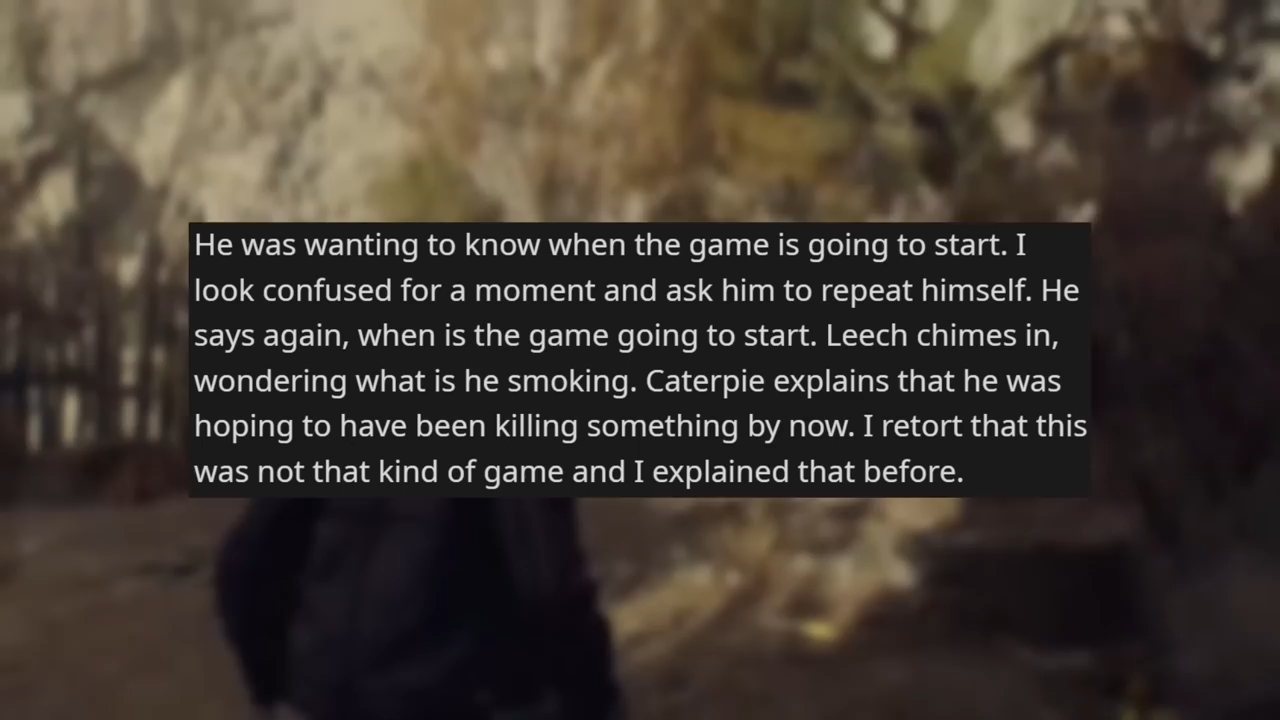 He was wanting to know when the game is going to start. I
look confused for a moment and ask him to repeat himself. He
says again, when is the game going to start. Leech chimes in,
wondering what is he smoking. Caterpie explains that he was
hoping to have been killing something by now. I retort that this
was not that kind of game and I explained that before.